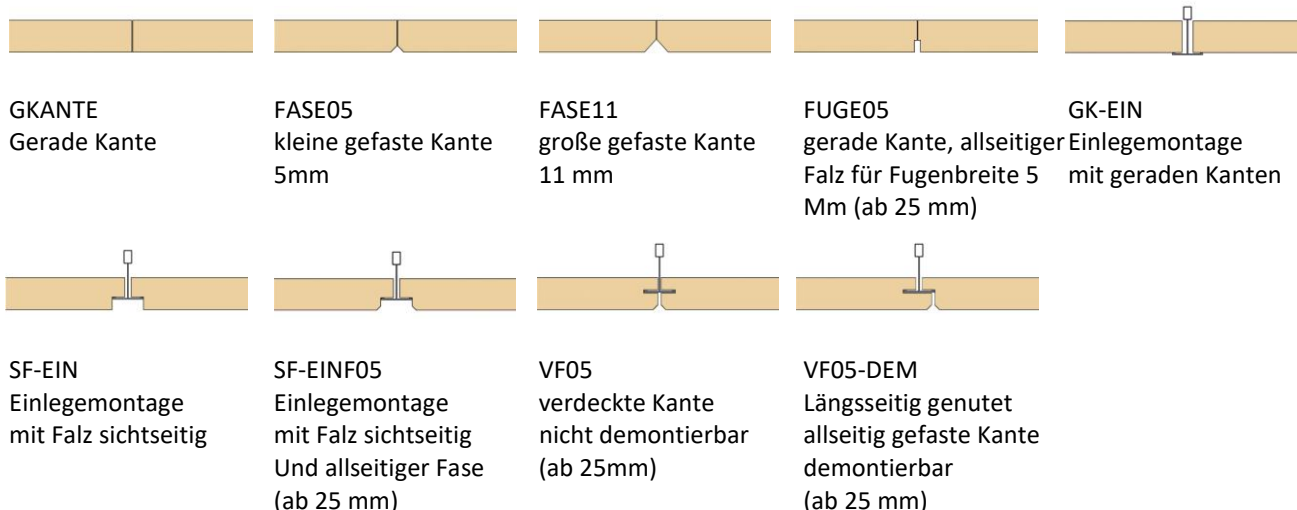 GKANTE
Gerade Kante
FASE05
kleine gefaste Kante
5mm
FASE11
große gefaste Kante
11 mm
FUGE05
gerade Kante, allseitiger
Falz für Fugenbreite 5
Mm (ab 25 mm)
GK-EIN
Einlegemontage
mit geraden Kanten
SF-EIN
Einlegemontage
mit Falz sichtseitig
SF-EINF05
Einlegemontage
mit Falz sichtseitig
Und allseitiger Fase
(ab 25 mm)
VF05
verdeckte Kante
nicht demontierbar
(ab 25mm)
VF05-DEM
Längsseitig genutet
allseitig gefaste Kante
demontierbar
(ab 25 mm)